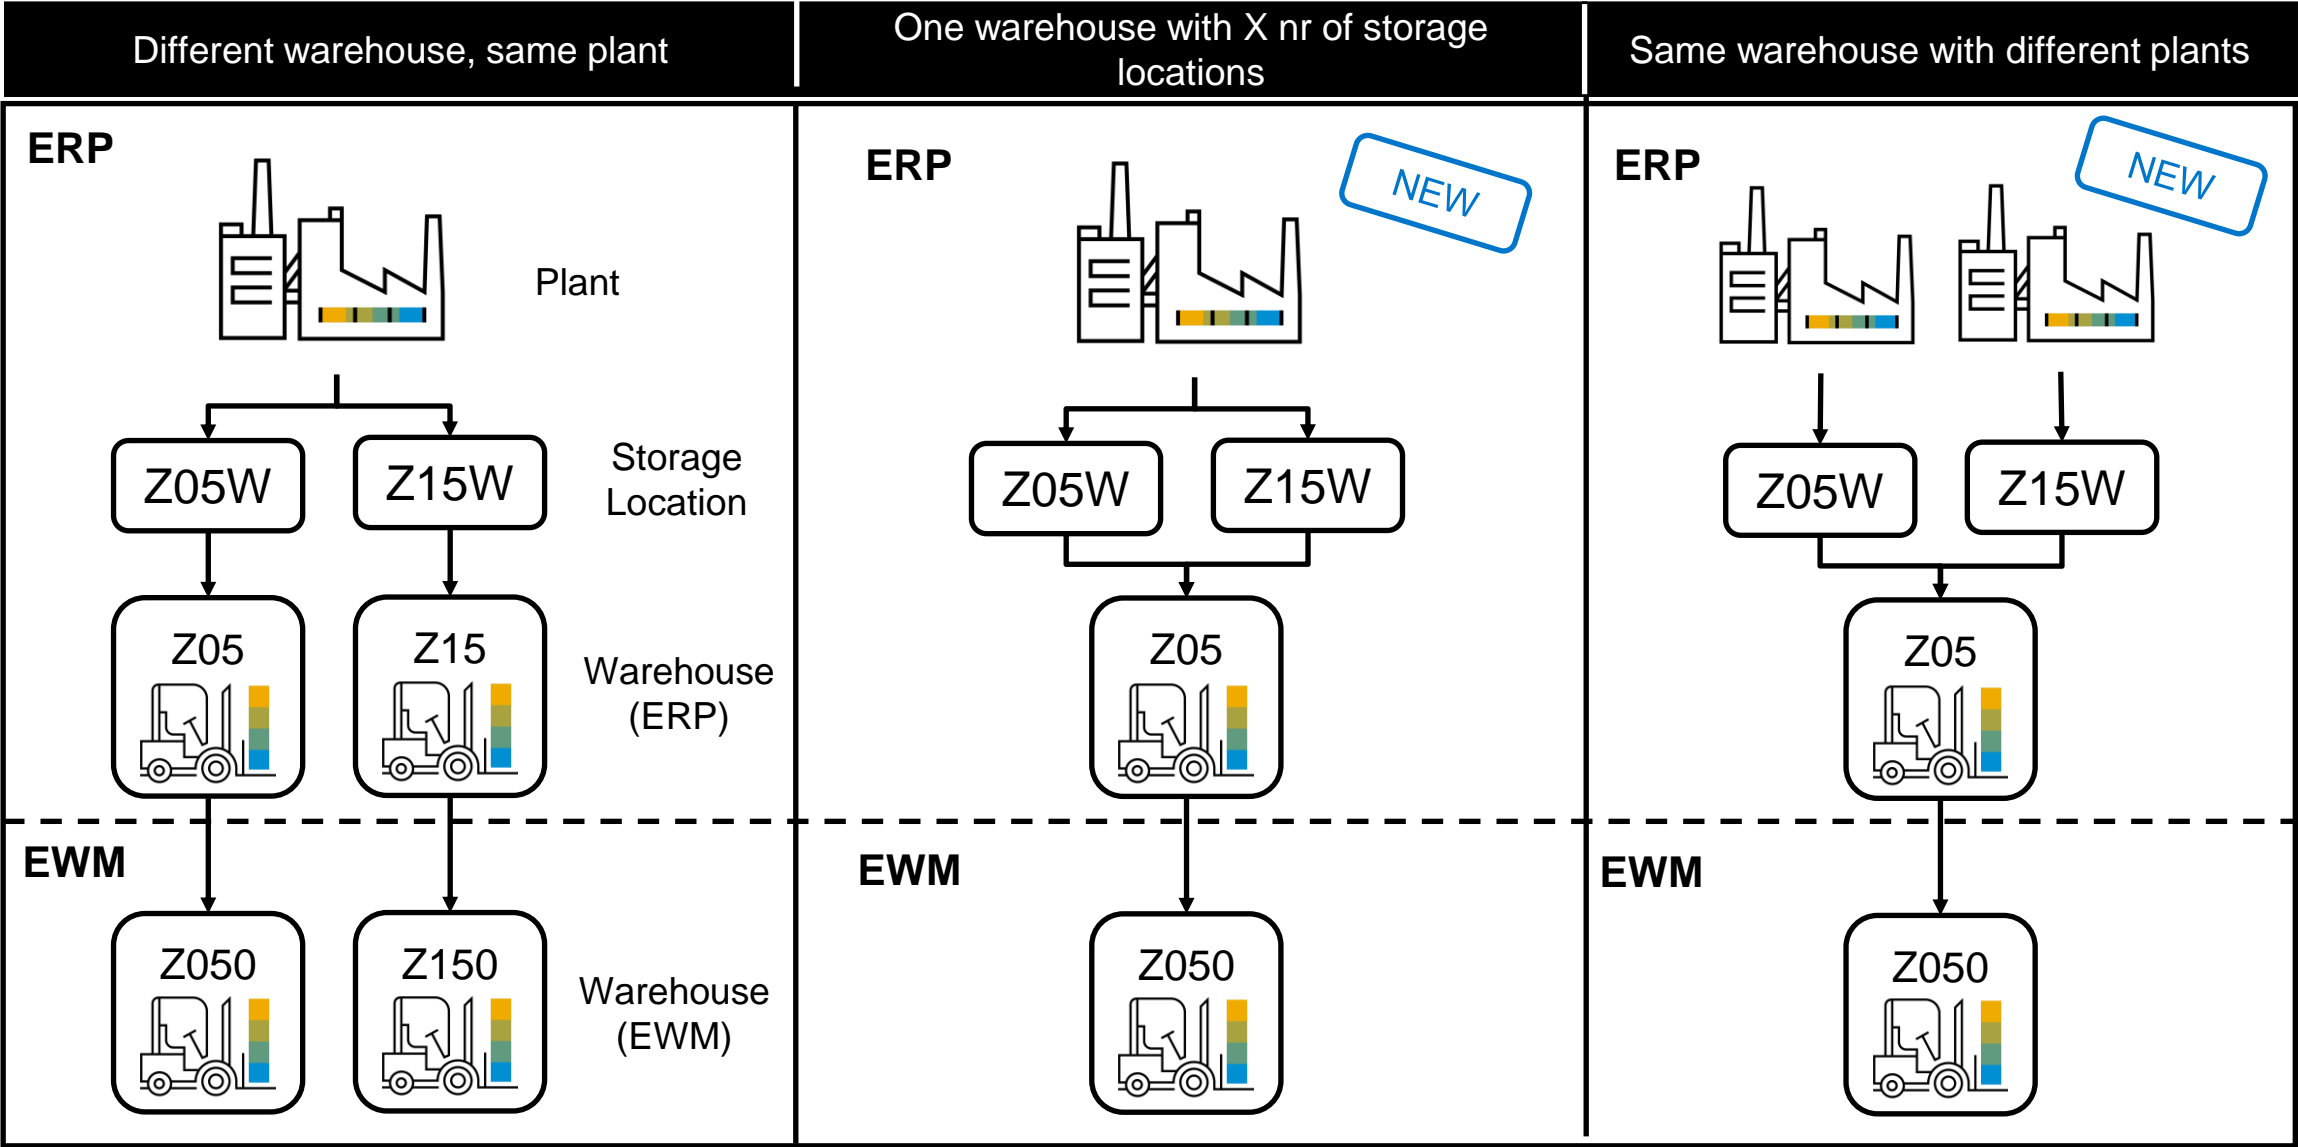 Different warehouse, same plant
One warehouse with X nr of storage
locations
Same warehouse with different plants
ERP
Plant
Z05W
Z15W
Storage
Location
Z05
Z15
Warehouse
(ERP)
EWM
Z050
Z150
Warehouse
(EWM)
ERP
NEW
Z05W
Z15W
Z05
EWM
Z050
ERP
NEW
Z05W
Z15W
Z05
EWM
Z050